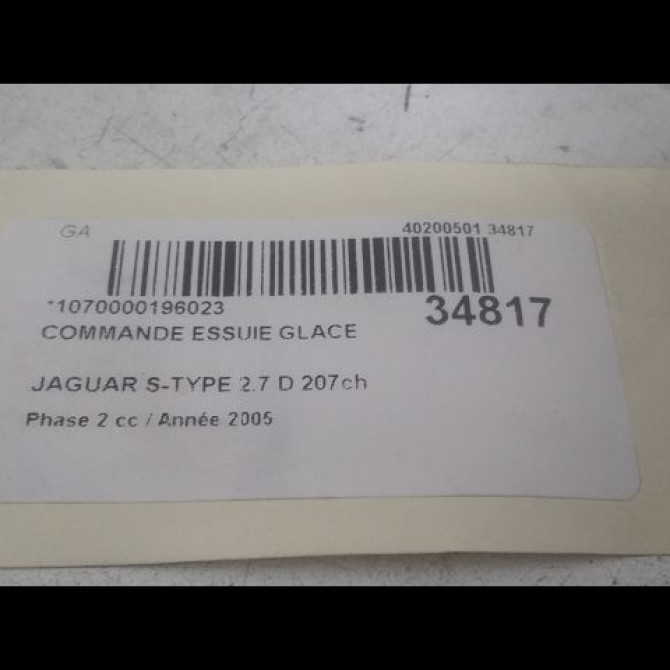 GA 40200501 34817
*1070000196023 34817
COMMANDE ESSUIE GLACE
JAGUAR S-TYPE 2.7 D 207ch
Phase 2 cc / Année 2005